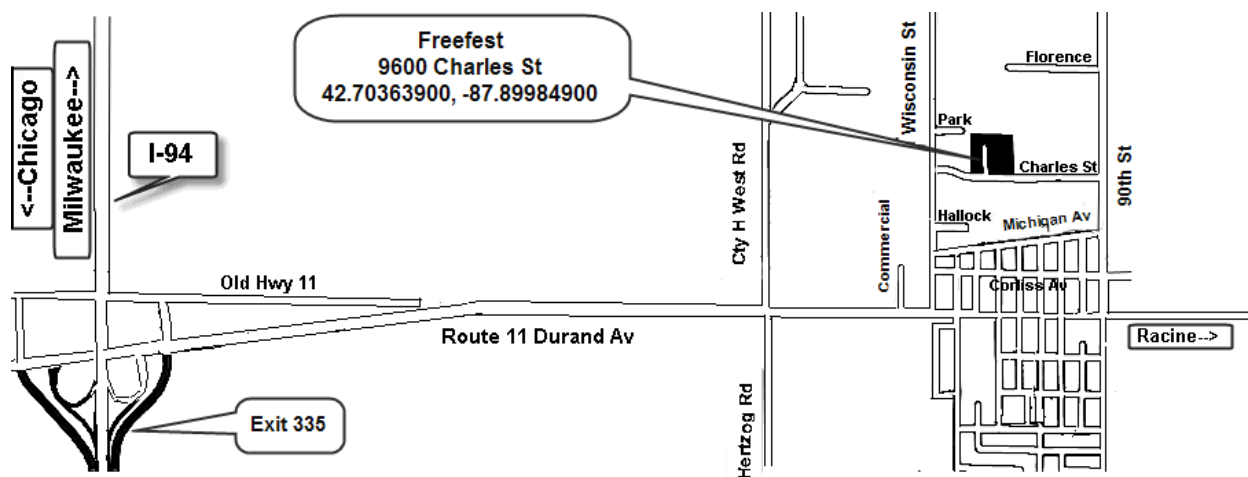 Freefest
9600 Charles St
42.70363900, -87.89984900
<--Chicago
Milwaukee-->
I-94
Wisconsin St
Florence
Park
Charles St
90th St
Cty H West Rd
Hallock
Michigan Av
Commercial
Old Hwy 11
Corliss Av
Route 11 Durand Av
Racine-->
Hertzog Rd
Exit 335